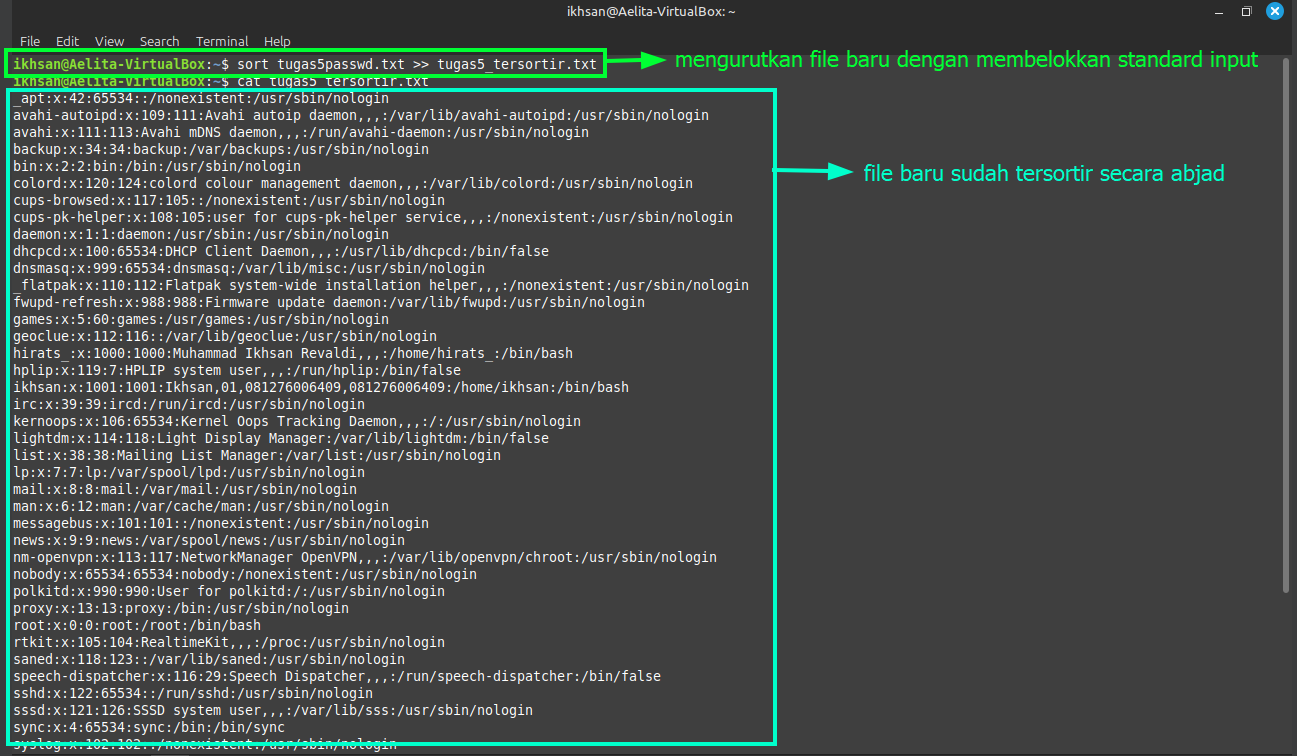 ikhsan@Aelita-VirtualBox: ~
File Edit View Search Terminal Help
ikhsan@Aelita-VirtualBox:~$ sort tugas5passwd.txt >> tugas5_tersortir.txt
mengurutkan file baru dengan membelokkan standard input
ikhsan@Aelita-VirtualBox:~$ cat tugas5_tersortir.txt
_apt:x:42:65534::/nonexistent:/usr/sbin/nologin
avahi-autoipd:x:109:111:Avahi autoip daemon,,,:/var/lib/avahi-autoipd:/usr/sbin/nologin
avahi:x:111:113:Avahi mDNS daemon,,,:/run/avahi-daemon:/usr/sbin/nologin
backup:x:34:34:backup:/var/backups:/usr/sbin/nologin
bin:x:2:2:bin:/bin:/usr/sbin/nologin
file baru sudah tersortir secara abjad
colord:x:120:124:colord colour management daemon,,,:/var/lib/colord:/usr/sbin/nologin
cups-browsed:x:117:105::/nonexistent:/usr/sbin/nologin
cups-pk-helper:x:108:105:user for cups-pk-helper service,,,:/nonexistent:/usr/sbin/nologin
daemon:x:1:1:daemon:/usr/sbin:/usr/sbin/nologin
dhcpcd:x:100:65534:DHCP Client Daemon,,,:/usr/lib/dhcpcd:/bin/false
dnsmasq:x:999:65534:dnsmasq:/var/lib/misc:/usr/sbin/nologin
_flatpak:x:110:112:Flatpak system-wide installation helper,,,:/nonexistent:/usr/sbin/nologin
fwupd-refresh:x:988:988:Firmware update daemon:/var/lib/fwupd:/usr/sbin/nologin
games:x:5:60:games:/usr/games:/usr/sbin/nologin
geoclue:x:112:116::/var/lib/geoclue:/usr/sbin/nologin
hirats_:x:1000:1000:Muhammad Ikhsan Revaldi,,,:/home/hirats_:/bin/bash
hplip:x:119:7:HPLIP system user,,,:/run/hplip:/bin/false
ikhsan:x:1001:1001:Ikhsan,01,081276006409,081276006409:/home/ikhsan:/bin/bash
irc:x:39:39:ircd:/run/ircd:/usr/sbin/nologin
kernoops:x:106:65534:Kernel Oops Tracking Daemon,,,:/:/usr/sbin/nologin
lightdm:x:114:118:Light Display Manager:/var/lib/lightdm:/bin/false
list:x:38:38:Mailing List Manager:/var/list:/usr/sbin/nologin
lp:x:7:7:lp:/var/spool/lpd:/usr/sbin/nologin
mail:x:8:8:mail:/var/mail:/usr/sbin/nologin
man:x:6:12:man:/var/cache/man:/usr/sbin/nologin
messagebus:x:101:101::/nonexistent:/usr/sbin/nologin
news:x:9:9:news:/var/spool/news:/usr/sbin/nologin
nm-openvpn:x:113:117:NetworkManager OpenVPN,,,:/var/lib/openvpn/chroot:/usr/sbin/nologin
nobody:x:65534:65534:nobody:/nonexistent:/usr/sbin/nologin
polkitd:x:990:990:User for polkitd:/:/usr/sbin/nologin
proxy:x:13:13:proxy:/bin:/usr/sbin/nologin
root:x:0:0:root:/root:/bin/bash
rtkit:x:105:104:RealtimeKit,,,:/proc:/usr/sbin/nologin
saned:x:118:123::/var/lib/saned:/usr/sbin/nologin
speech-dispatcher:x:116:29:Speech Dispatcher,,,:/run/speech-dispatcher:/bin/false
sshd:x:122:65534::/run/sshd:/usr/sbin/nologin
sssd:x:121:126:SSSD system user,,,:/var/lib/sss:/usr/sbin/nologin
sync:x:4:65534:sync:/bin:/bin/sync
syslog:x:102:102::/nonexistent:/usr/sbin/nologin